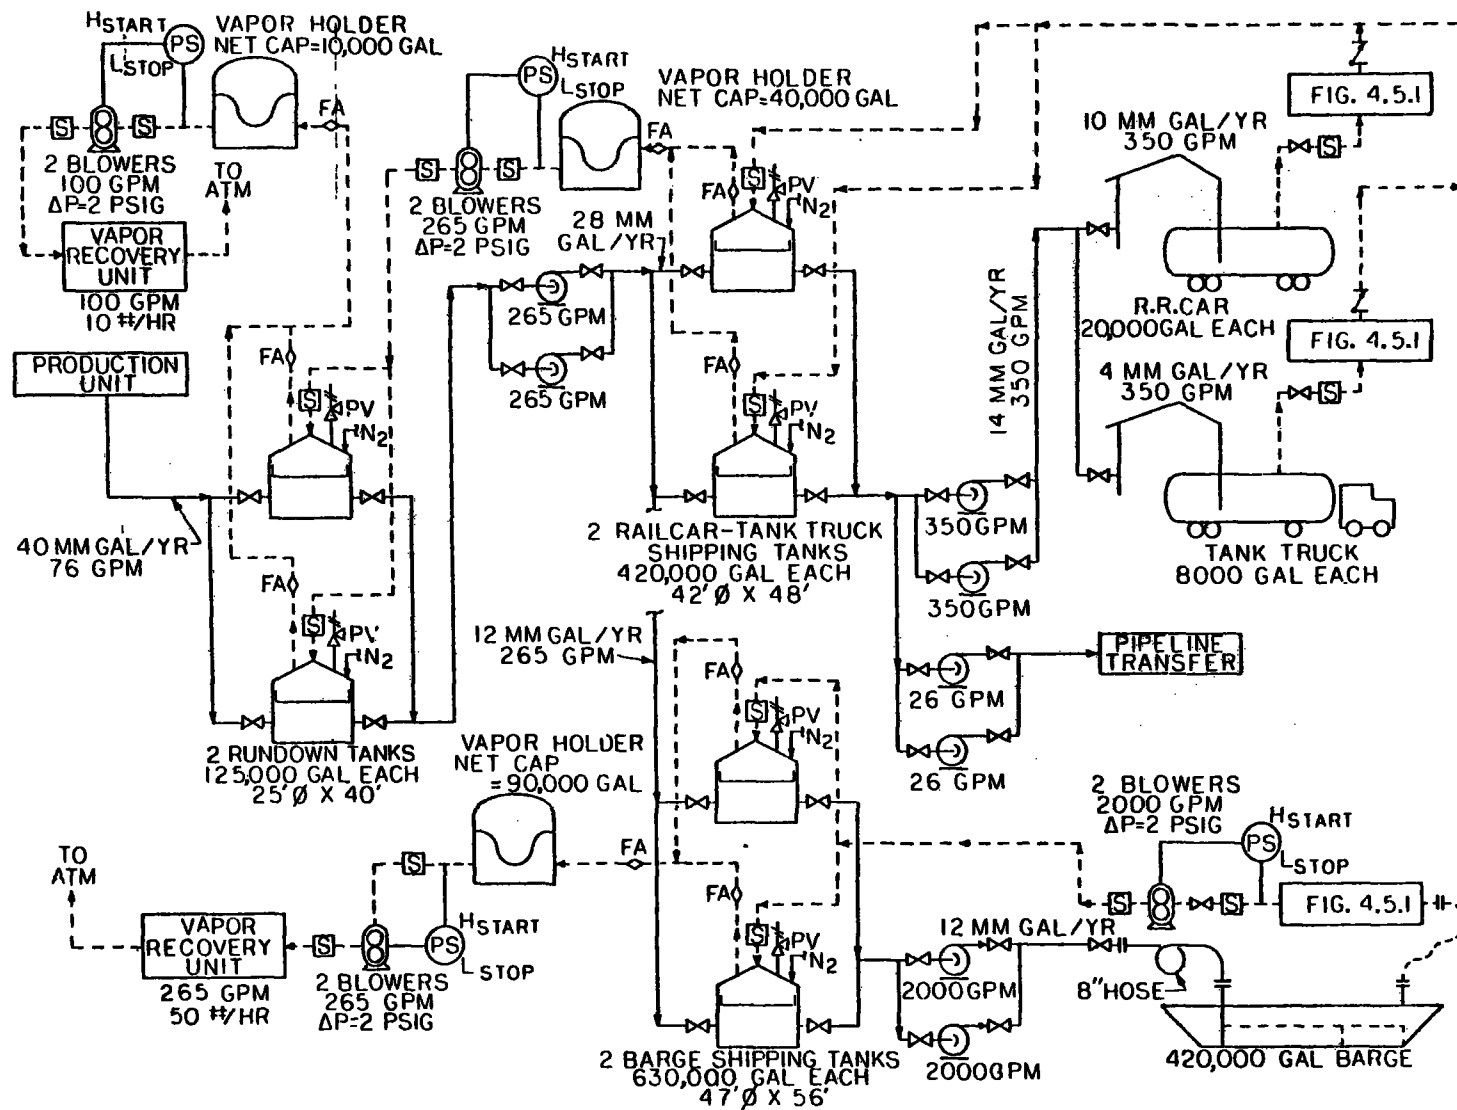 HSTART
PS
LSTOP
VAPOR HOLDER
NET CAP=10,000 GAL
FA
S
S
2 BLOWERS
100 GPM
ΔP=2 PSIG
TO
ATM
VAPOR
RECOVERY
UNIT
100 GPM
10 #/HR
PS
HSTART
LSTOP
VAPOR HOLDER
NET CAP=40,000 GAL
FA
S
S
2 BLOWERS
265 GPM
ΔP=2 PSIG
28 MM
GAL/YR
FA
S
PV
N2
265 GPM
265 GPM
FA
S
PV
N2
2 RAILCAR-TANK TRUCK
SHIPPING TANKS
420,000 GAL EACH
42'Ø X 48'
PRODUCTION
UNIT
40 MM GAL/YR
76 GPM
FA
S
PV
N2
FA
S
PV
N2
2 RUNDOWN TANKS
125,000 GAL EACH
25'Ø X 40'
FIG. 4.5.1
10 MM GAL/YR
350 GPM
S
R.R.CAR
20,000GAL EACH
FIG. 4.5.1
14 MM GAL/YR
350 GPM
4 MM GAL/YR
350 GPM
S
TANK TRUCK
8000 GAL EACH
350GPM
350GPM
26 GPM
26 GPM
PIPELINE
TRANSFER
12 MM GAL/YR
265 GPM
FA
S
PV
N2
FA
S
PV
N2
2 BARGE SHIPPING TANKS
630,000 GAL EACH
47'Ø X 56'
VAPOR HOLDER
NET CAP
=90,000 GAL
FA
S
HSTART
PS
LSTOP
S
2 BLOWERS
265 GPM
ΔP=2 PSIG
TO
ATM
VAPOR
RECOVERY
UNIT
265 GPM
50 #/HR
2 BLOWERS
2000 GPM
ΔP=2 PSIG
HSTART
PS
LSTOP
S
S
FIG. 4.5.1
12 MM GAL/YR
2000GPM
2000GPM
8"HOSE
420,000 GAL BARGE